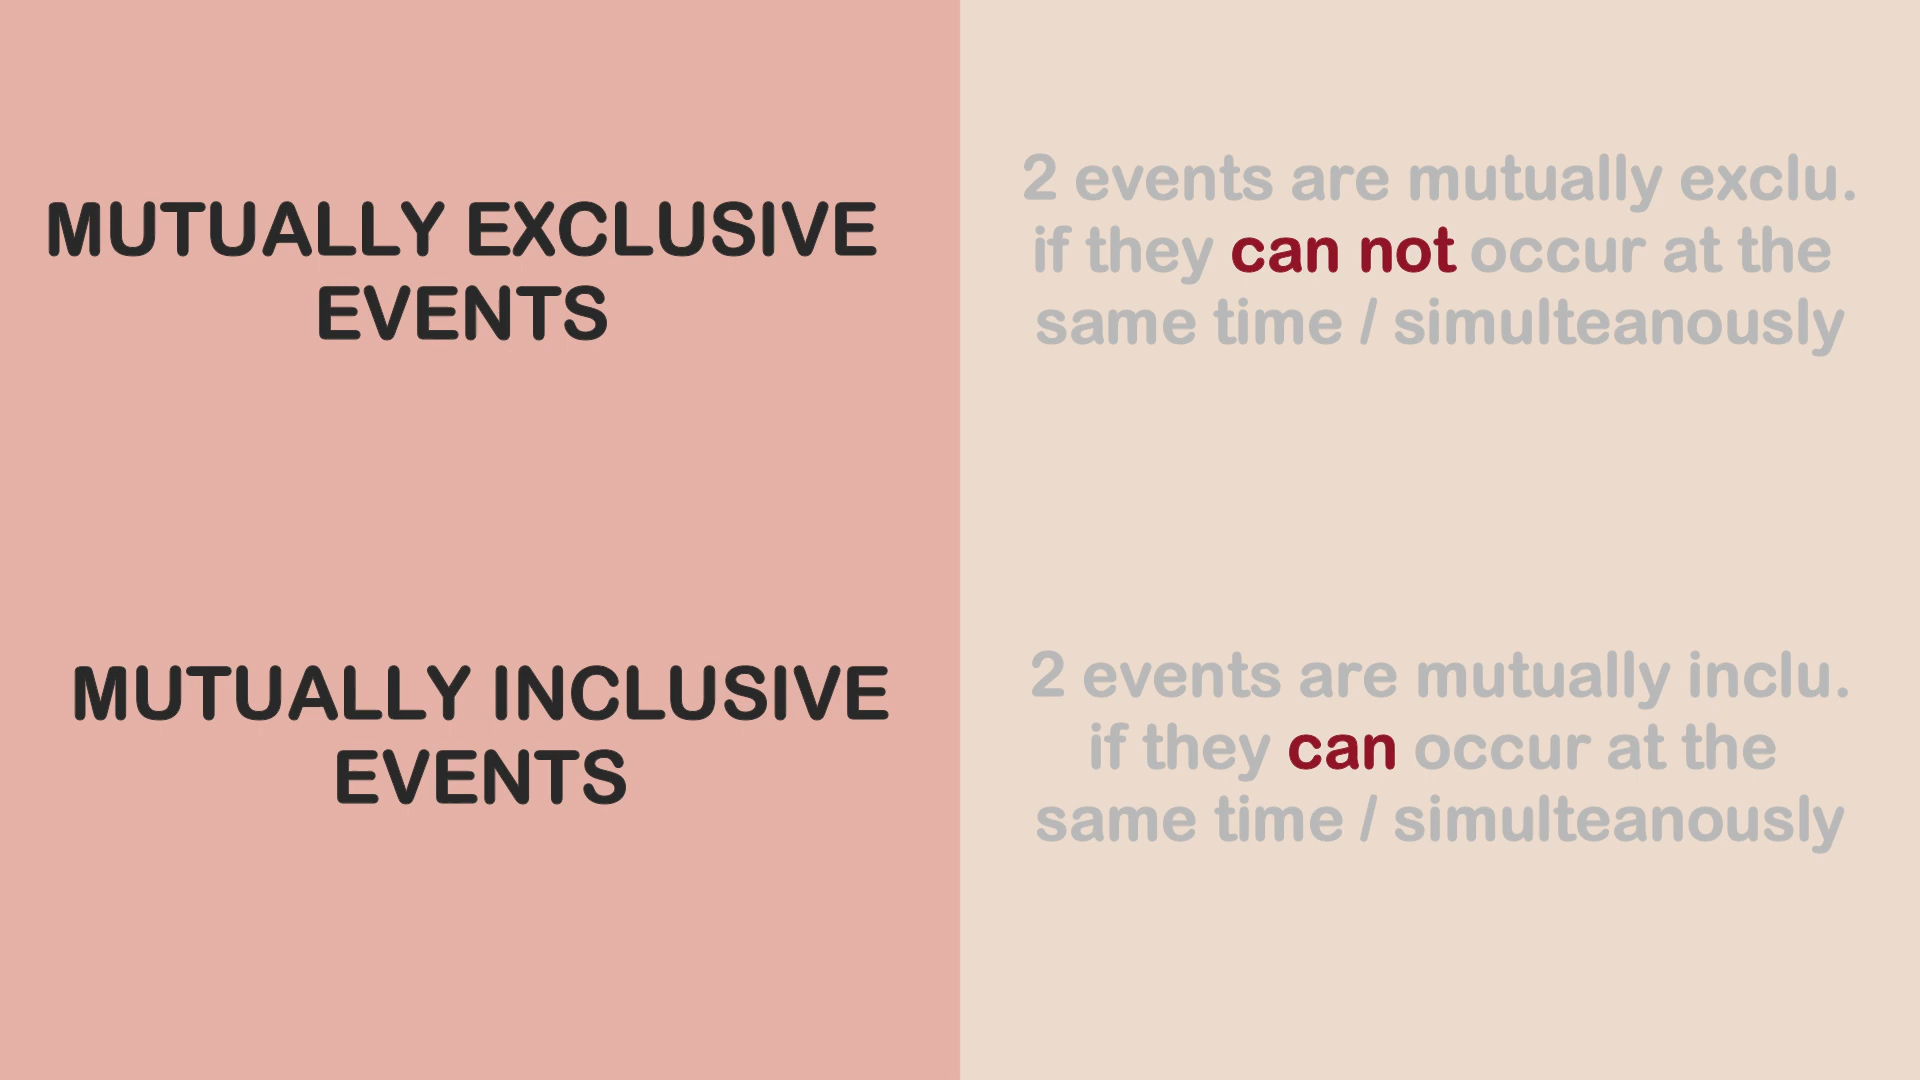 MUTUALLY EXCLUSIVE
EVENTS
2 events are mutually exclu.
if they can not occur at the
same time / simulteanously
MUTUALLY INCLUSIVE
EVENTS
2 events are mutually inclu.
if they can occur at the
same time / simulteanously